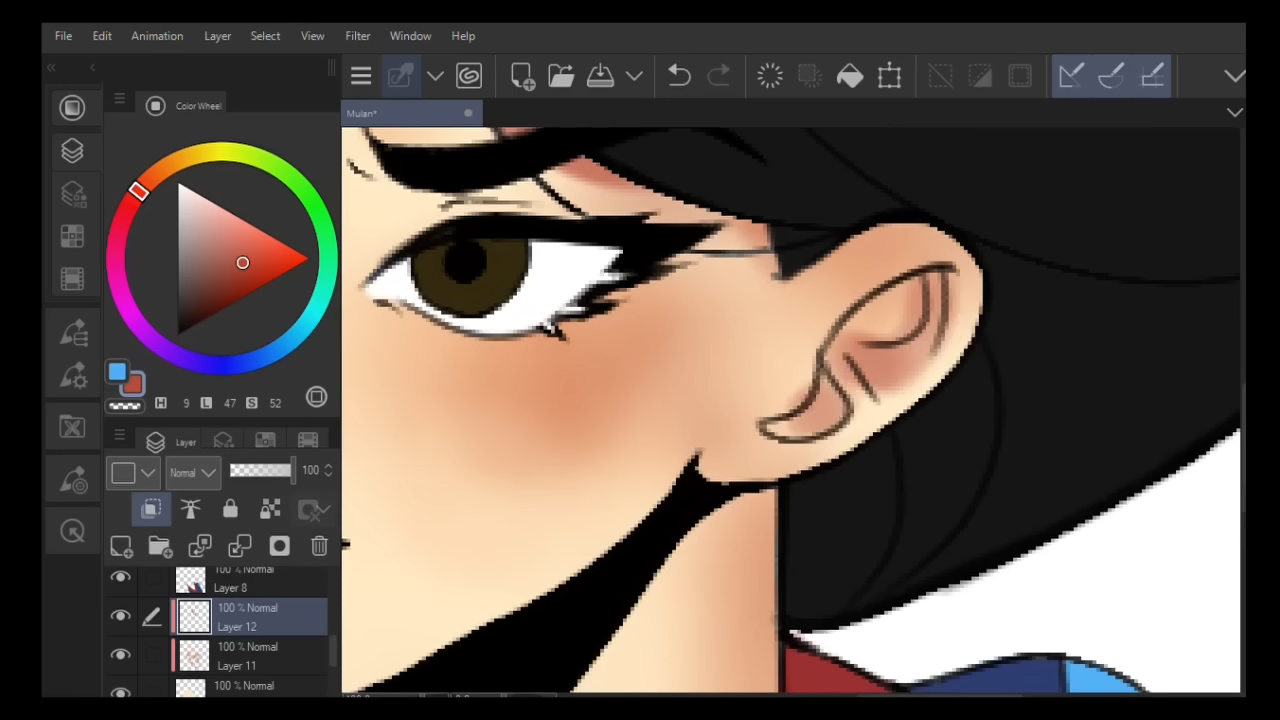 File Edit Animation Layer Select View Filter Window Help
Color Wheel
Mulan*
H 9 L 47 S 52
Layer
Normal 100
100 % Normal
Layer 8
100 % Normal
Layer 12
100 % Normal
Layer 11
100 % Normal